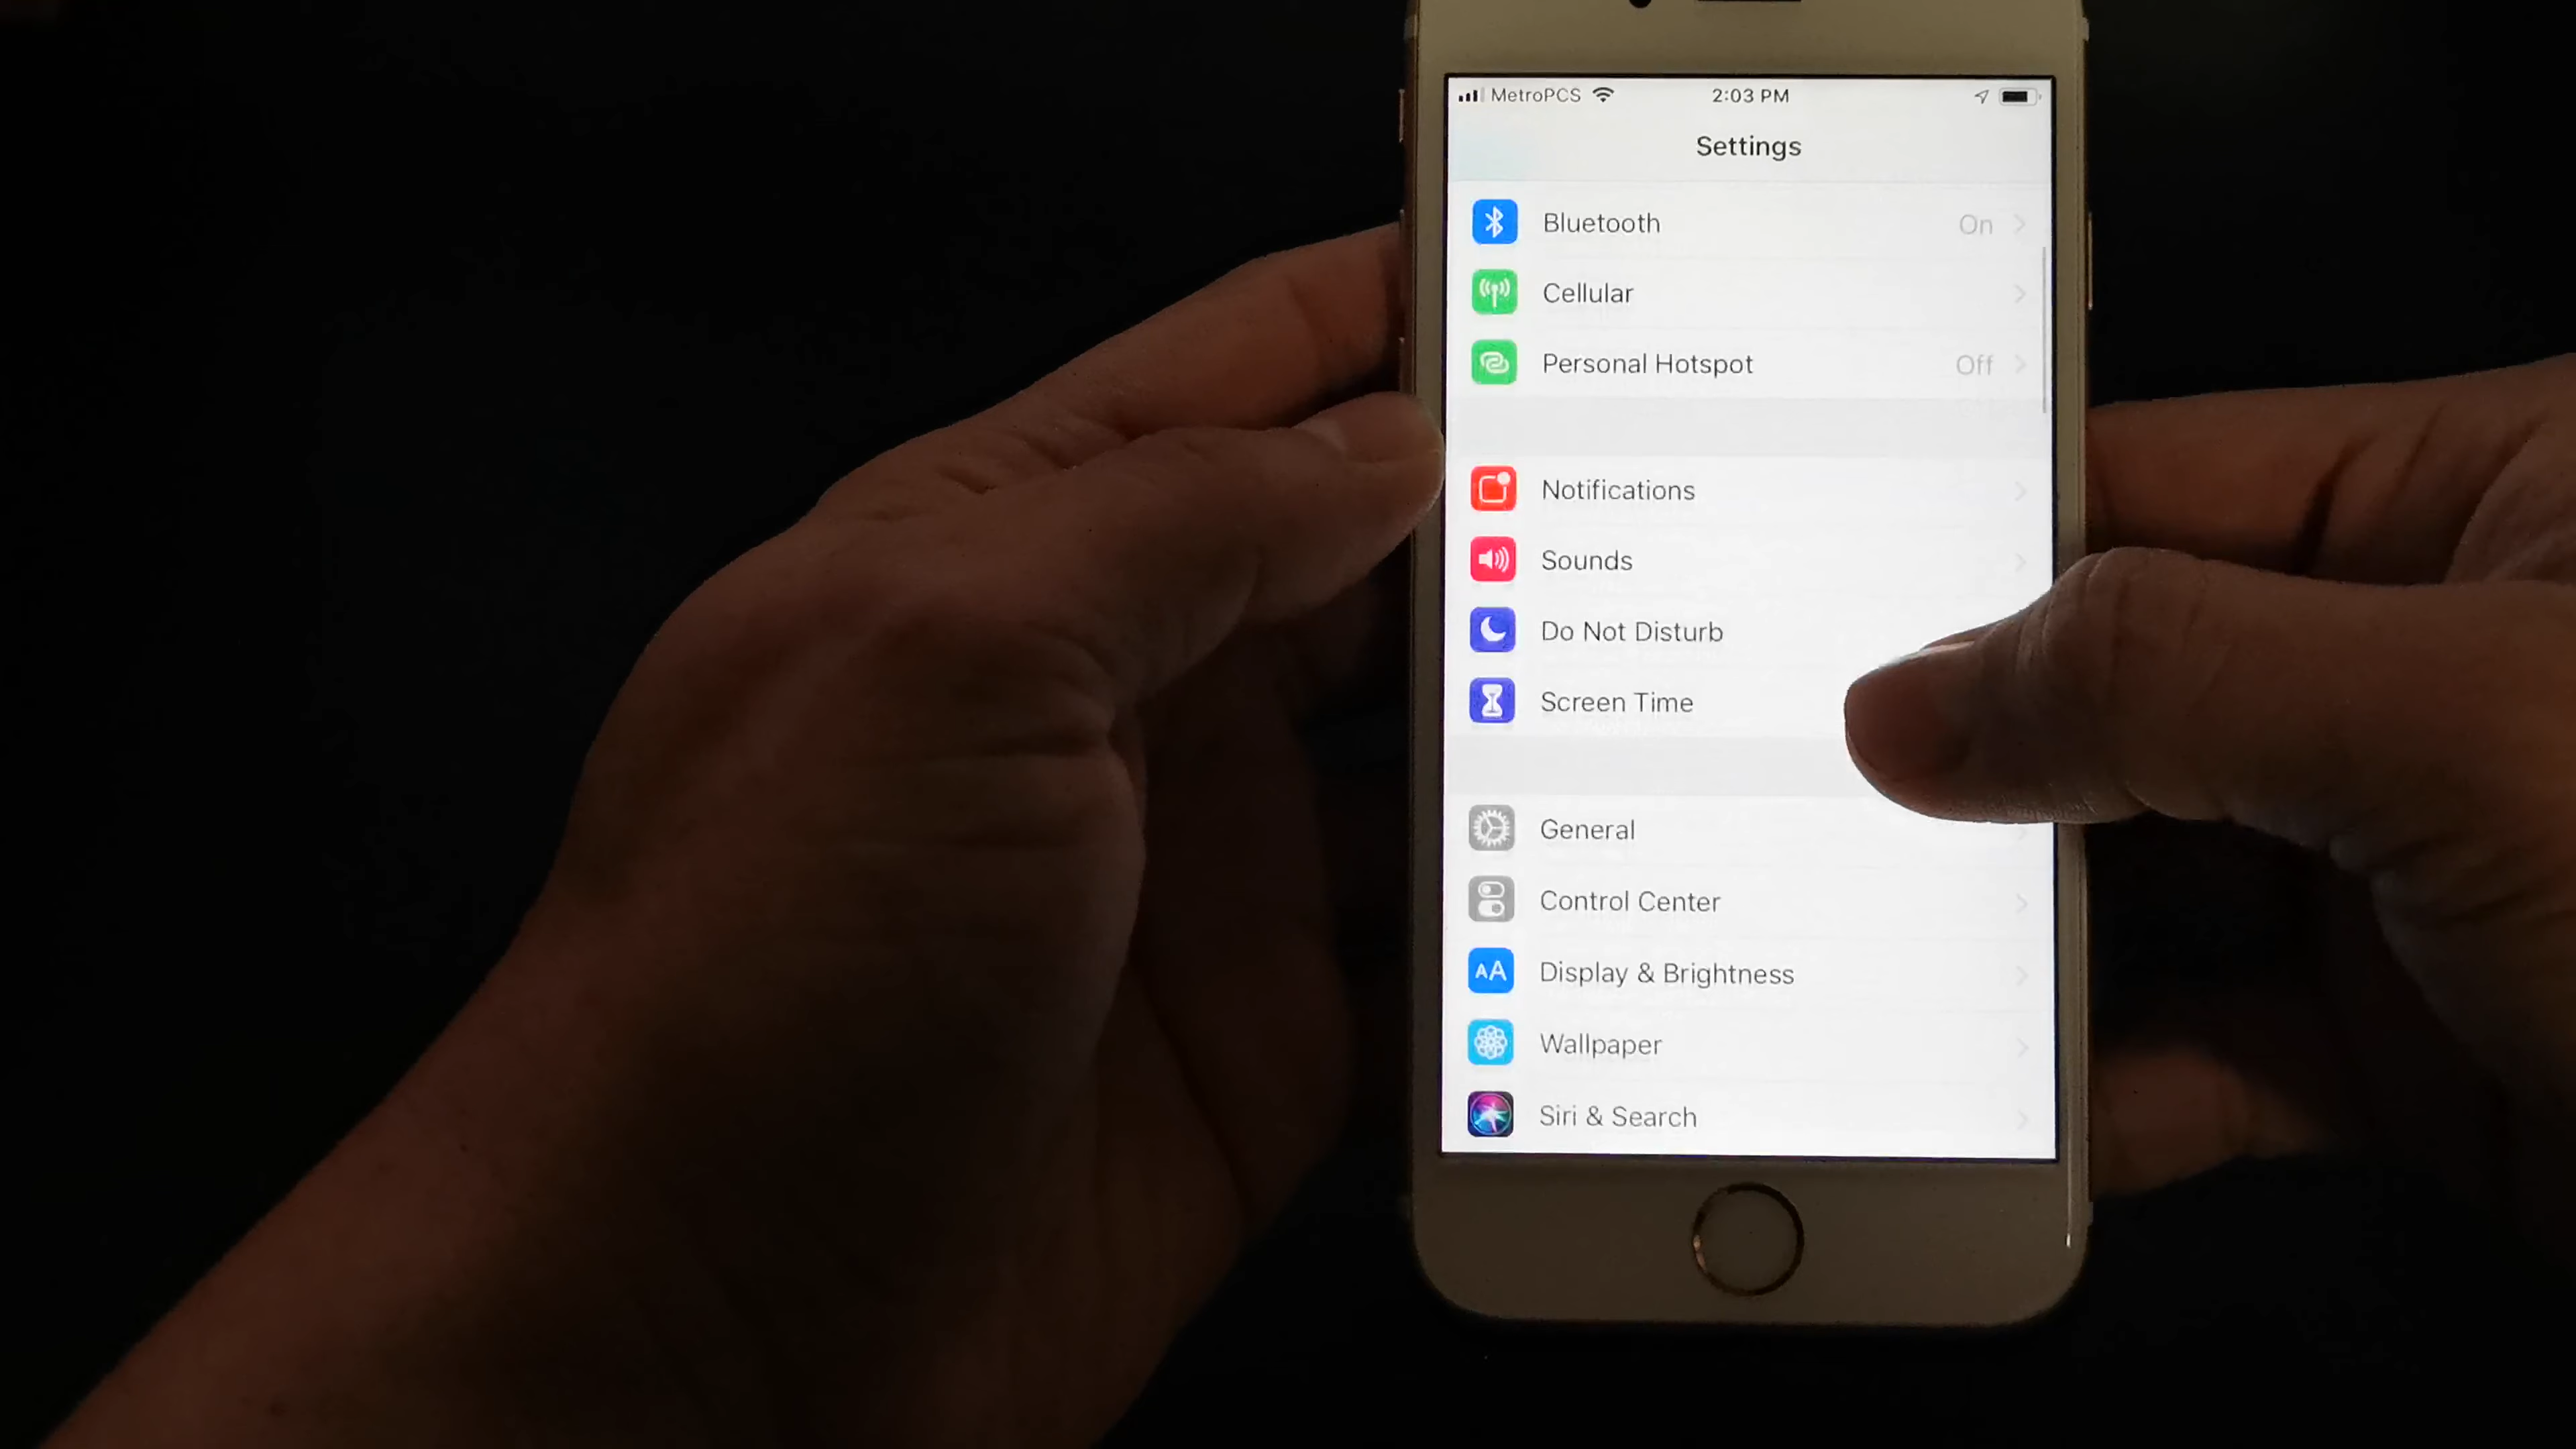 MetroPCS 2:03 PM
Settings
Bluetooth On
Cellular
Personal Hotspot Off
Notifications
Sounds
Do Not Disturb
Screen Time
General
Control Center
AA Display & Brightness
Wallpaper
Siri & Search